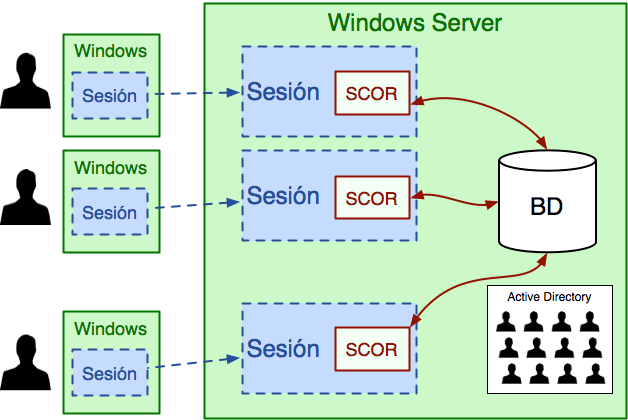 Windows Server
Windows
Sesión
Sesión
SCOR
Windows
Sesión
Sesión
SCOR
BD
Windows
Sesión
Sesión
SCOR
Active Directory